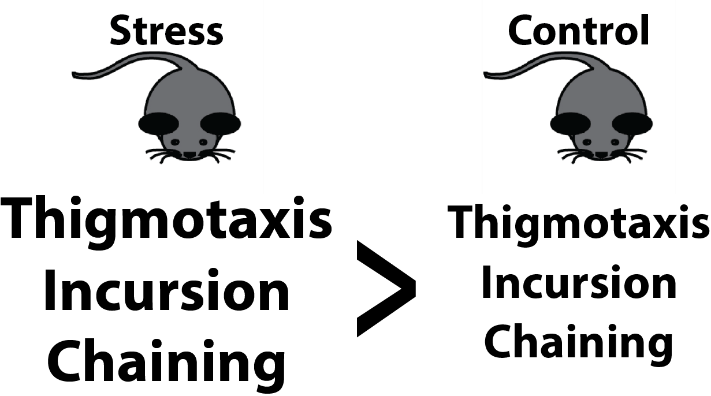 Stress
Control
Thigmotaxis
Incursion
Chaining
>
Thigmotaxis
Incursion
Chaining